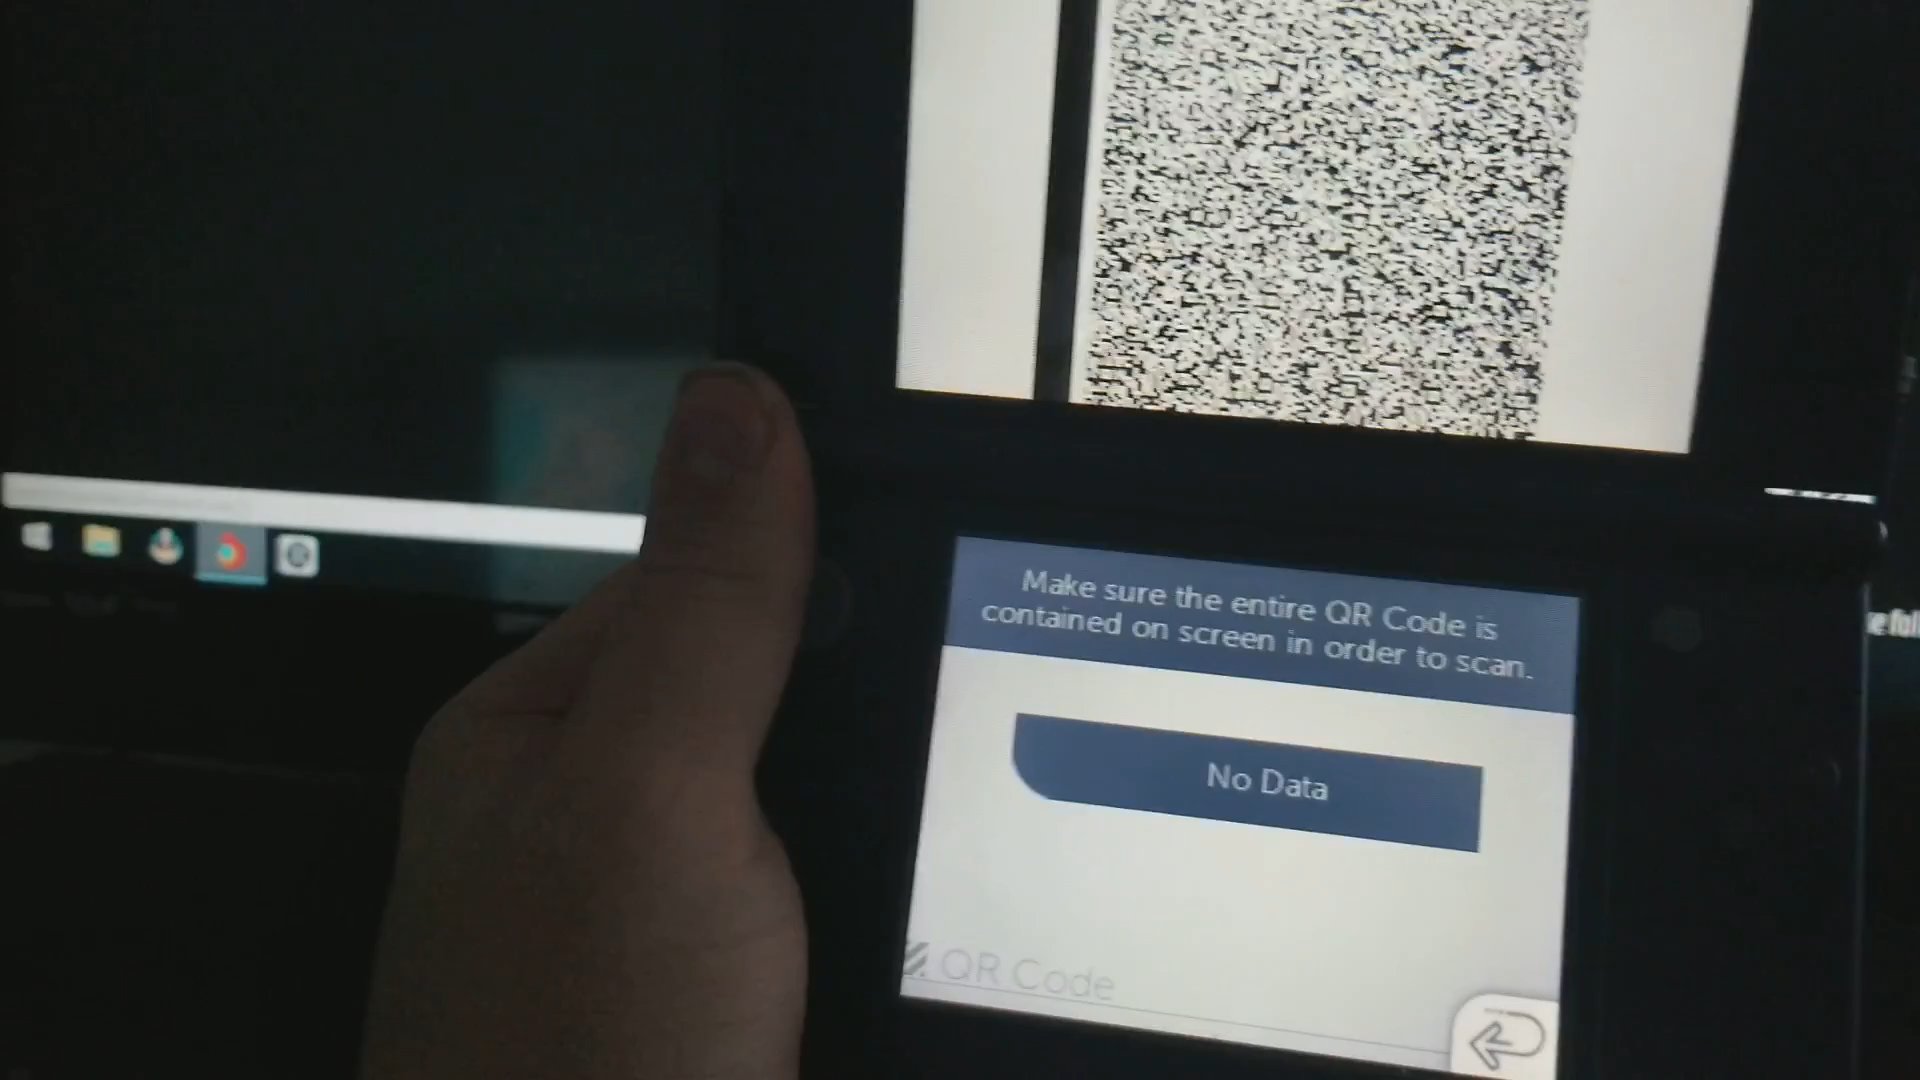 Make sure the entire QR Code is
contained on screen in order to scan.
No Data
QR Code